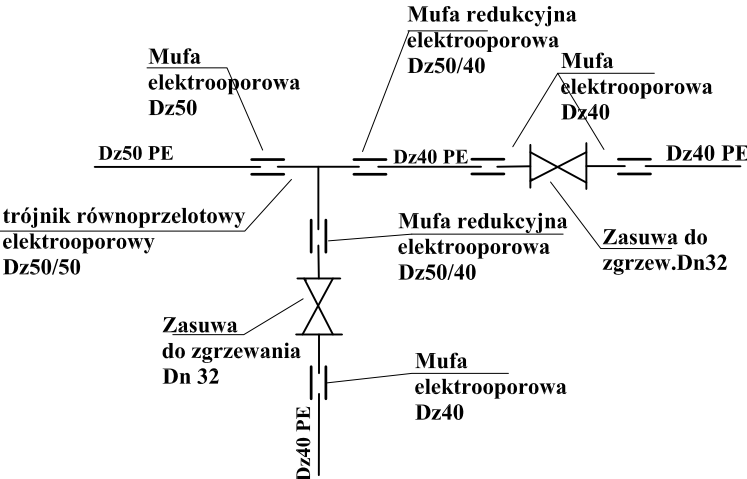 Mufa redukcyjna
elektrooporowa
Dz50/40
Mufa
elektrooporowa
Dz50
Mufa
elektrooporowa
Dz40
Dz50 PE
Dz40 PE
Dz40 PE
trójnik równoprzelotowy
elektrooporowy
Dz50/50
Mufa redukcyjna
elektrooporowa
Dz50/40
Zasuwa do
zgrzew.Dn32
Zasuwa
do zgrzewania
Dn 32
Mufa
elektrooporowa
Dz40
Dz40 PE